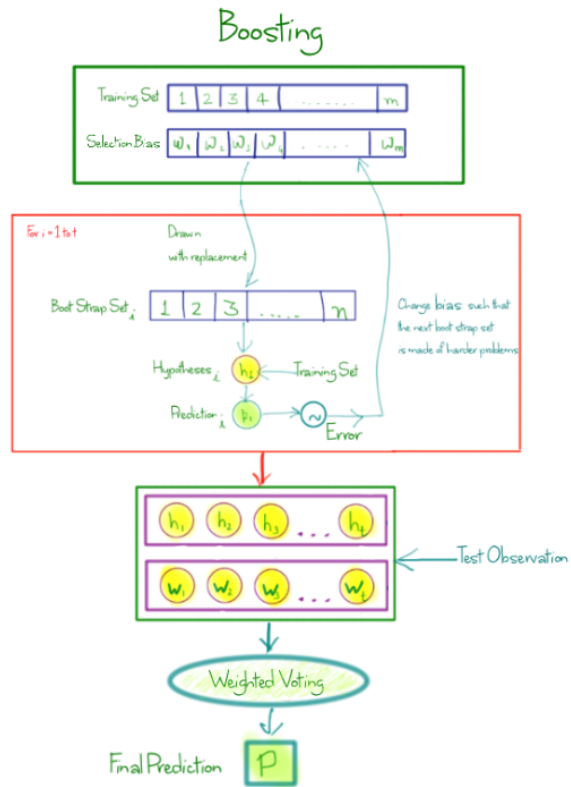 Boosting
Training Set 1 2 3 4 ........ m
Selection Bias w₁ w₂ w₃ w₄ ...... wₘ
For i = 1 to t
Drawn
with replacement
Boot Strap Set i 1 2 3 ..... n
Change bias such that
the next boot strap set
is made of harder problems
Hypotheses i hᵢ Training Set
Prediction i ~
Error
h₁ h₂ h₃ ... hₜ
Test Observation
w₁ w₂ w₃ ... wₜ
Weighted Voting
Final Prediction P